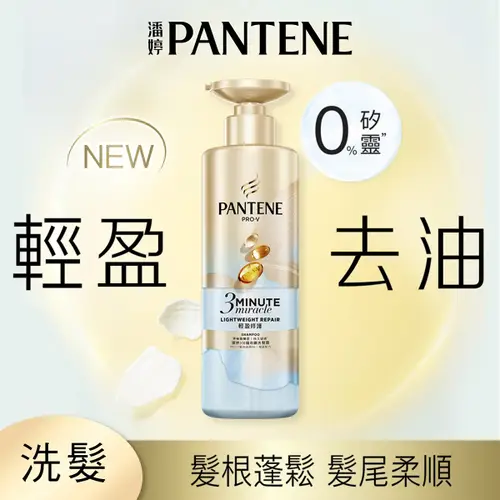 潘婷 PANTENE
NEW
0% 矽靈”
輕盈
去油
PANTENE
PRO-V
3 MINUTE
miracle
LIGHTWEIGHT REPAIR
輕盈修護
SHAMPOO
洗髮
髮根蓬鬆 髮尾柔順